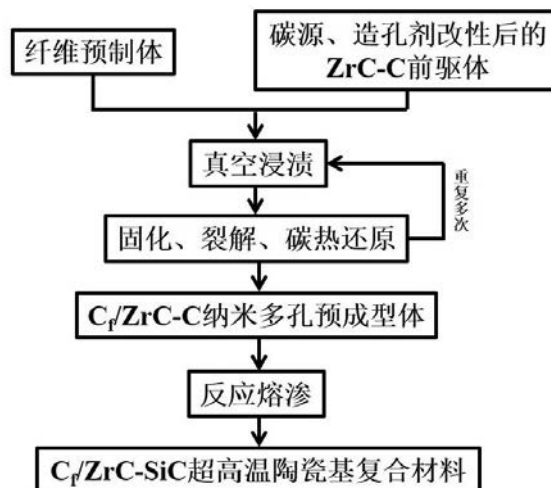 纤维预制体
碳源、造孔剂改性后的
ZrC-C前驱体
真空浸渍
重复多次
固化、裂解、碳热还原
Cf/ZrC-C纳米多孔预成型体
反应熔渗
Cf/ZrC-SiC超高温陶瓷基复合材料